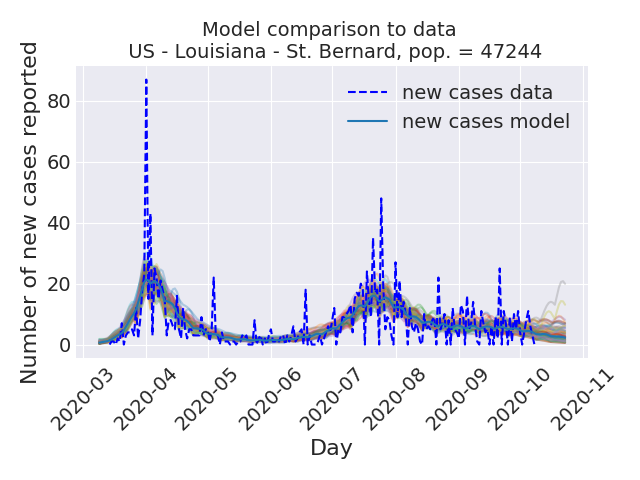 Model comparison to data
US - Louisiana - St. Bernard, pop. = 47244
Number of new cases reported
80
60
40
20
0
new cases data
new cases model
2020-03
2020-04
2020-05
2020-06
2020-07
2020-08
2020-09
2020-10
2020-11
Day